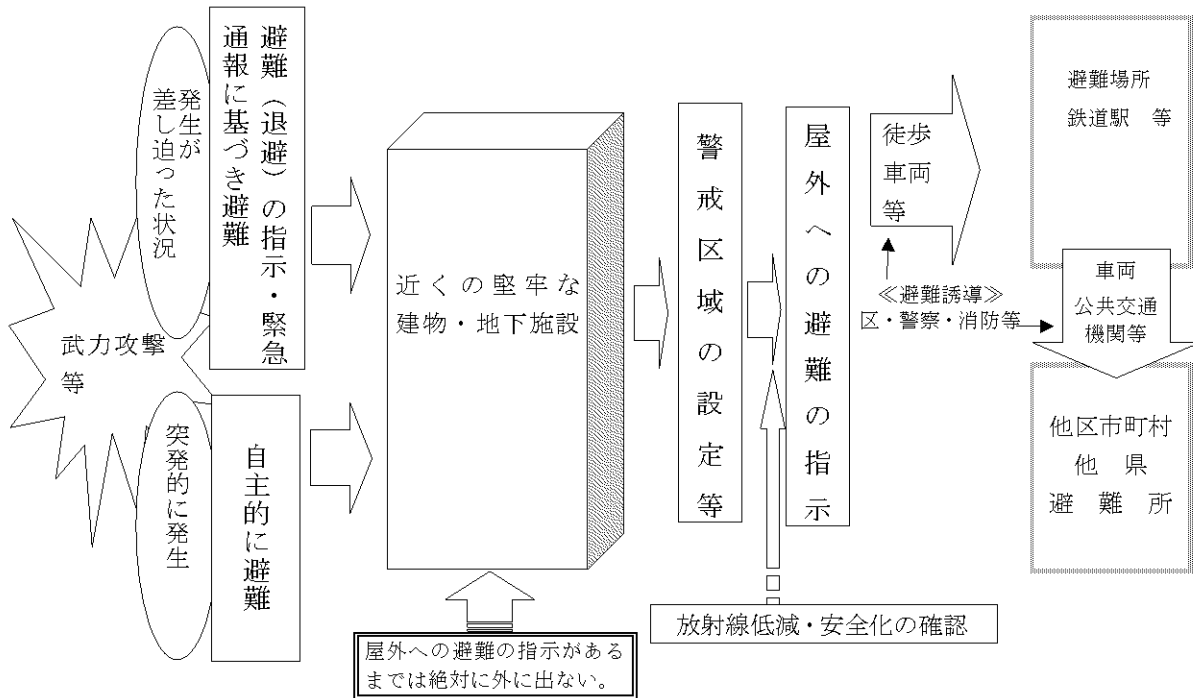 武力攻撃
等
発生が
差し迫った状況
避難（退避）の指示・緊急
通報に基づき避難
突発的に発生
自主的に避難
近くの堅牢な
建物・地下施設
屋外への避難の指示がある
までは絶対に外に出ない。
警戒区域の設定等
放射線低減・安全化の確認
屋外への避難の指示
徒歩
車両
等
≪避難誘導≫
区・警察・消防等
避難場所
鉄道駅　等
車両
公共交通
機関等
他区市町村
他　県
避　難　所